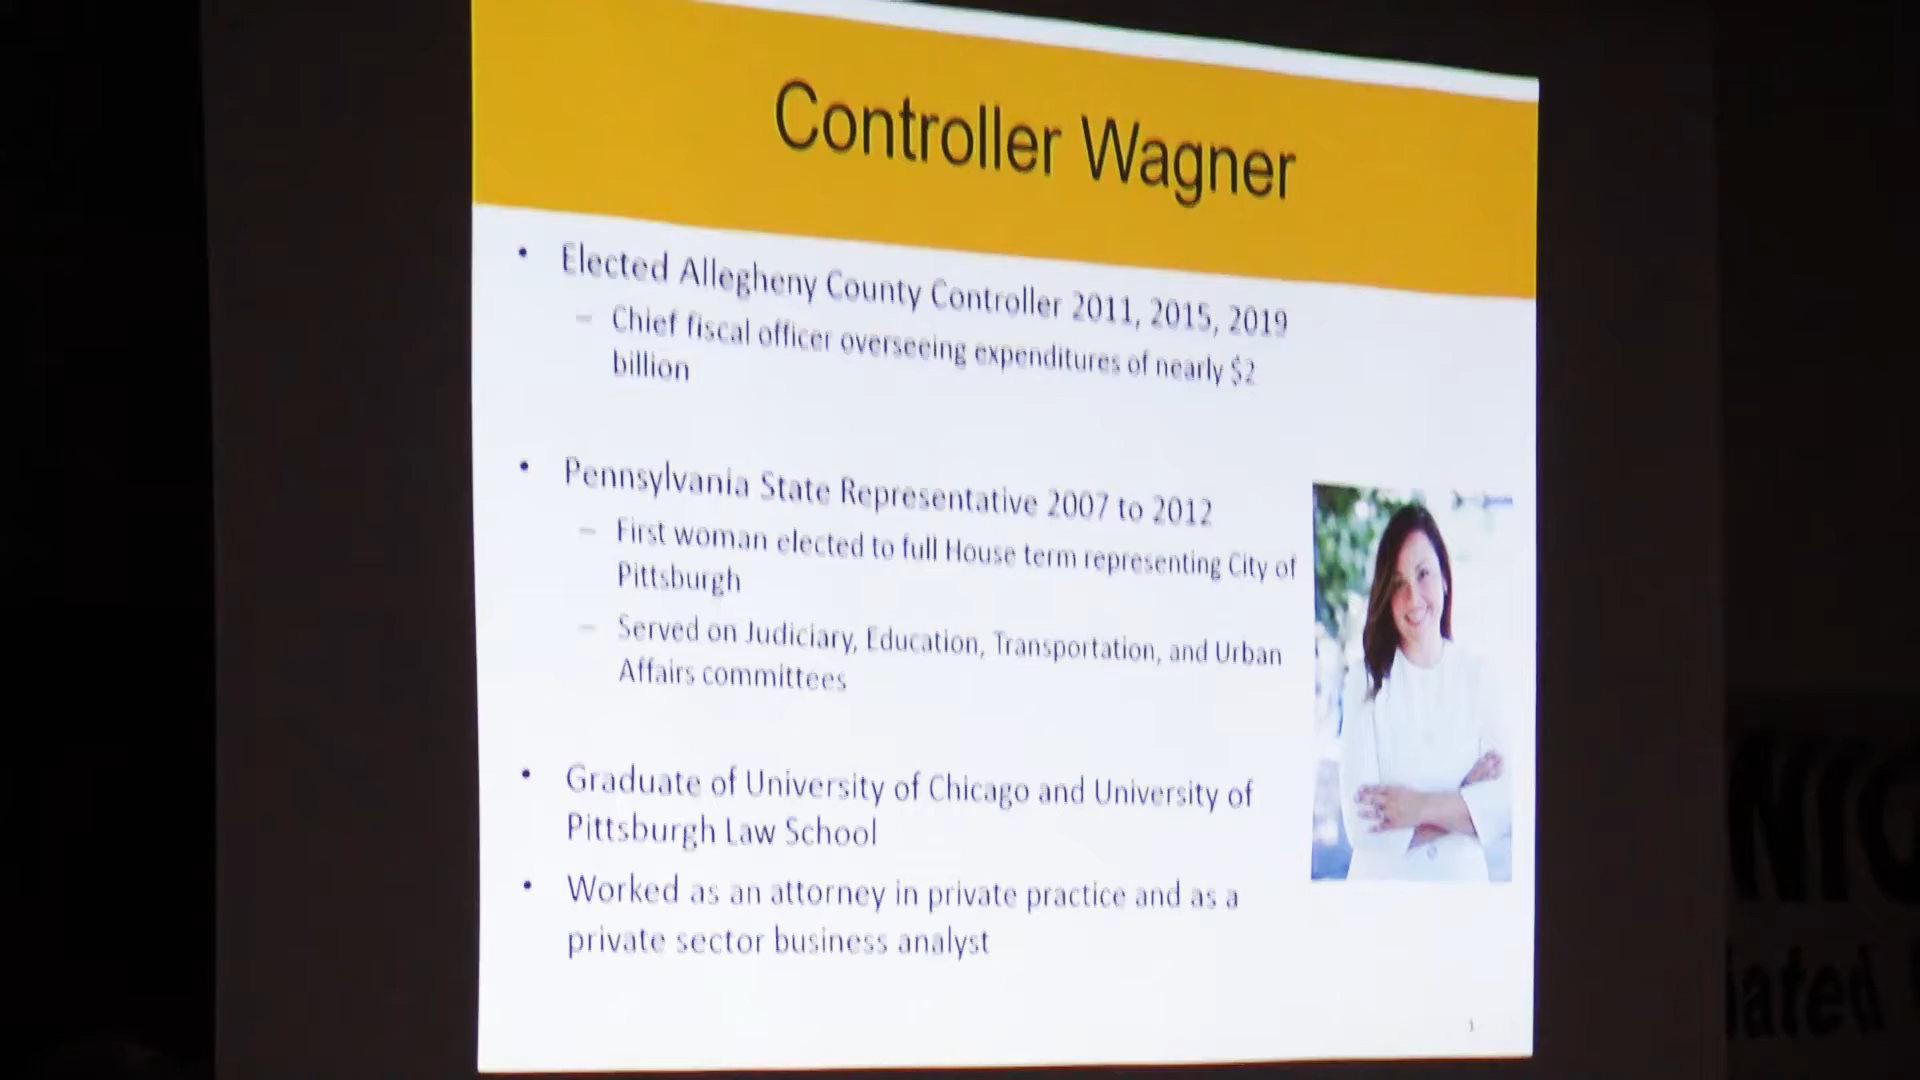 Controller Wagner
• Elected Allegheny County Controller 2011, 2015, 2019
– Chief fiscal officer overseeing expenditures of nearly $2
billion
• Pennsylvania State Representative 2007 to 2012
– First woman elected to full House term representing City of
Pittsburgh
– Served on Judiciary, Education, Transportation, and Urban
Affairs committees
• Graduate of University of Chicago and University of
Pittsburgh Law School
• Worked as an attorney in private practice and as a
private sector business analyst